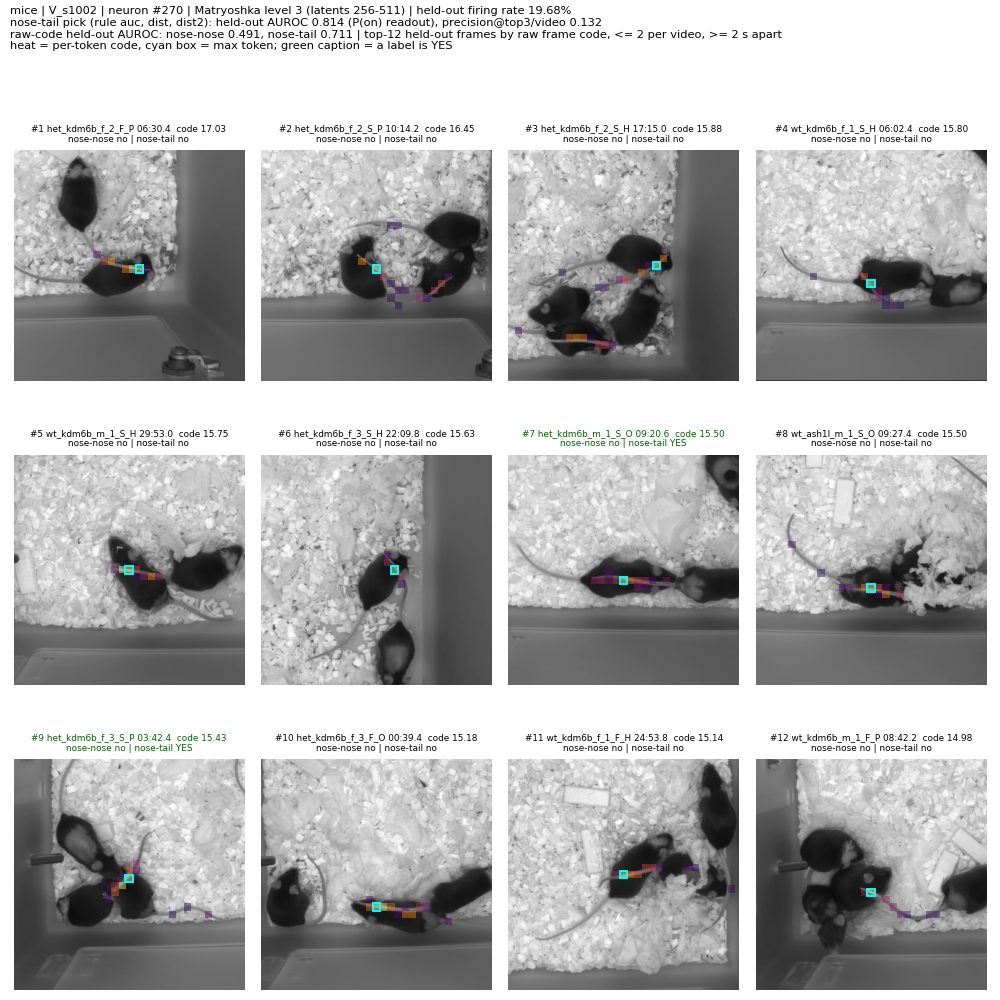 mice | V_s1002 | neuron #270 | Matryoshka level 3 (latents 256-511) | held-out firing rate 19.68%
nose-tail pick (rule auc, dist, dist2): held-out AUROC 0.814 (P(on) readout), precision@top3/video 0.132
raw-code held-out AUROC: nose-nose 0.491, nose-tail 0.711 | top-12 held-out frames by raw frame code, <= 2 per video, >= 2 s apart
heat = per-token code, cyan box = max token; green caption = a label is YES
#1 het_kdm6b_f_2_F_P 06:30.4 code 17.03
nose-nose no | nose-tail no
#2 het_kdm6b_f_2_S_P 10:14.2 code 16.45
nose-nose no | nose-tail no
#3 het_kdm6b_f_2_S_H 17:15.0 code 15.88
nose-nose no | nose-tail no
#4 wt_kdm6b_f_1_S_H 06:02.4 code 15.80
nose-nose no | nose-tail no
#5 wt_kdm6b_m_1_S_H 29:53.0 code 15.75
nose-nose no | nose-tail no
#6 het_kdm6b_f_3_S_H 22:09.8 code 15.63
nose-nose no | nose-tail no
#7 het_kdm6b_m_1_S_O 09:20.6 code 15.50
nose-nose no | nose-tail YES
#8 wt_ash1l_m_1_S_O 09:27.4 code 15.50
nose-nose no | nose-tail no
#9 het_kdm6b_f_3_S_P 03:42.4 code 15.43
nose-nose no | nose-tail YES
#10 het_kdm6b_f_3_F_O 00:39.4 code 15.18
nose-nose no | nose-tail no
#11 wt_kdm6b_f_1_F_H 24:53.8 code 15.14
nose-nose no | nose-tail no
#12 wt_kdm6b_m_1_F_P 08:42.2 code 14.98
nose-nose no | nose-tail no